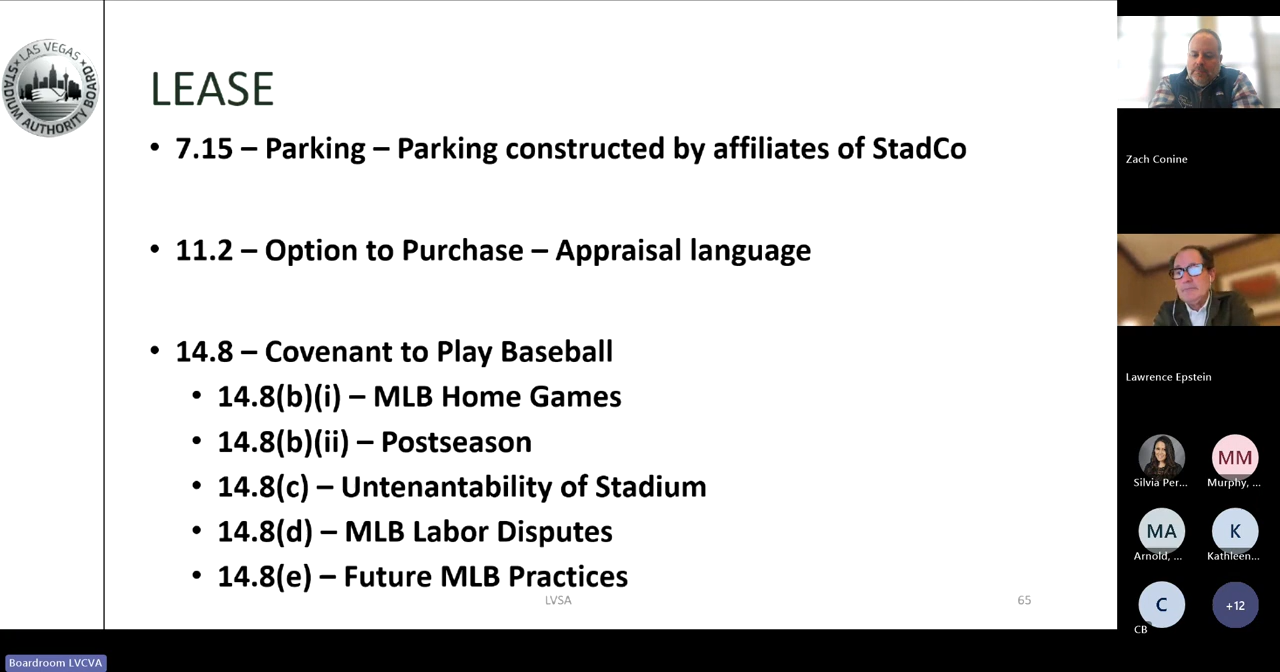 LAS VEGAS
STADIUM AUTHORITY BOARD
LEASE
• 7.15 – Parking – Parking constructed by affiliates of StadCo
• 11.2 – Option to Purchase – Appraisal language
• 14.8 – Covenant to Play Baseball
• 14.8(b)(i) – MLB Home Games
• 14.8(b)(ii) – Postseason
• 14.8(c) – Untenantability of Stadium
• 14.8(d) – MLB Labor Disputes
• 14.8(e) – Future MLB Practices
LVSA
65
Zach Conine
Lawrence Epstein
Silvia Per...
MM
Murphy, ...
MA
Arnold, ...
K
Kathleen...
C
CB
+12
Boardroom LVCVA